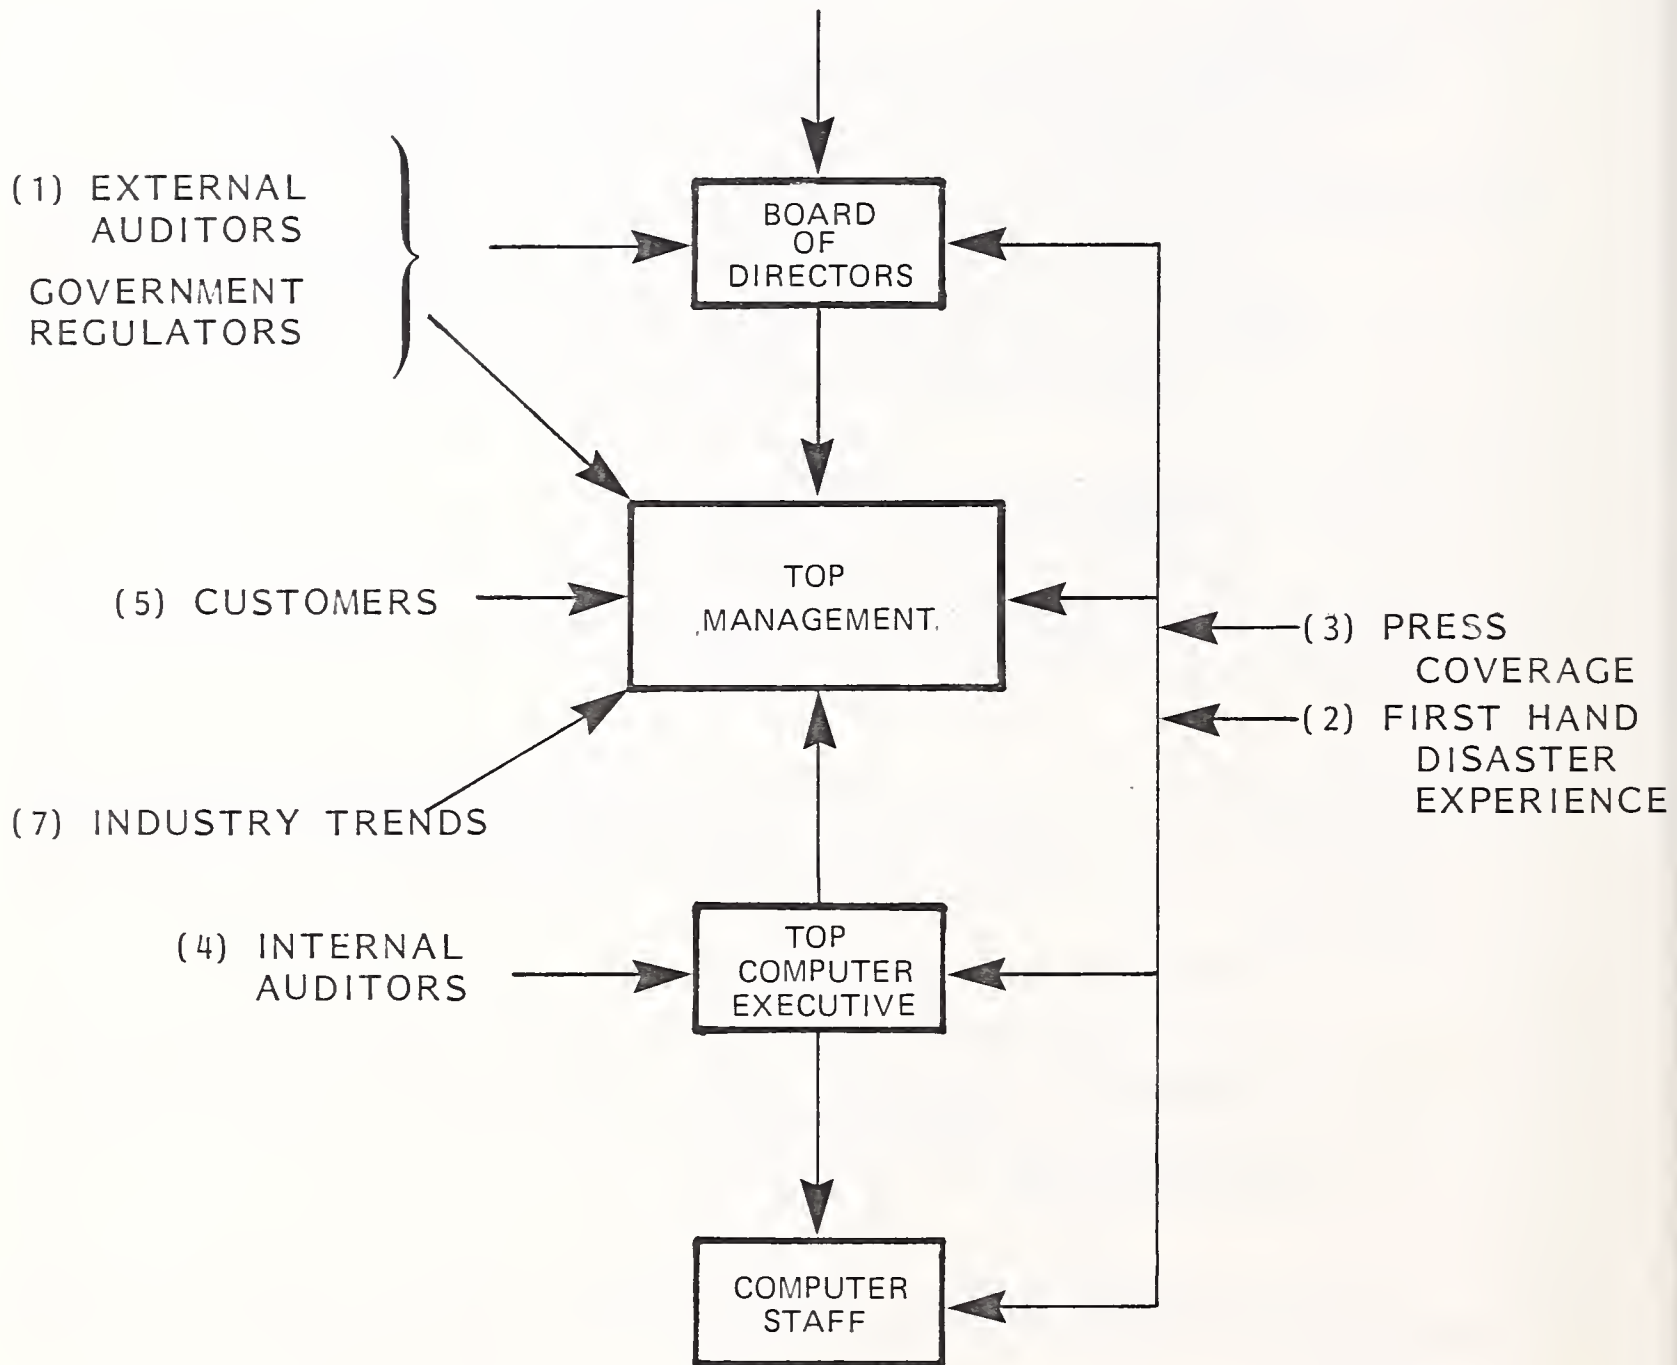 (1) EXTERNAL
AUDITORS
GOVERNMENT
REGULATORS
BOARD
OF
DIRECTORS
(5) CUSTOMERS
TOP
MANAGEMENT
(3) PRESS
COVERAGE
(2) FIRST HAND
DISASTER
EXPERIENCE
(7) INDUSTRY TRENDS
(4) INTERNAL
AUDITORS
TOP
COMPUTER
EXECUTIVE
COMPUTER
STAFF